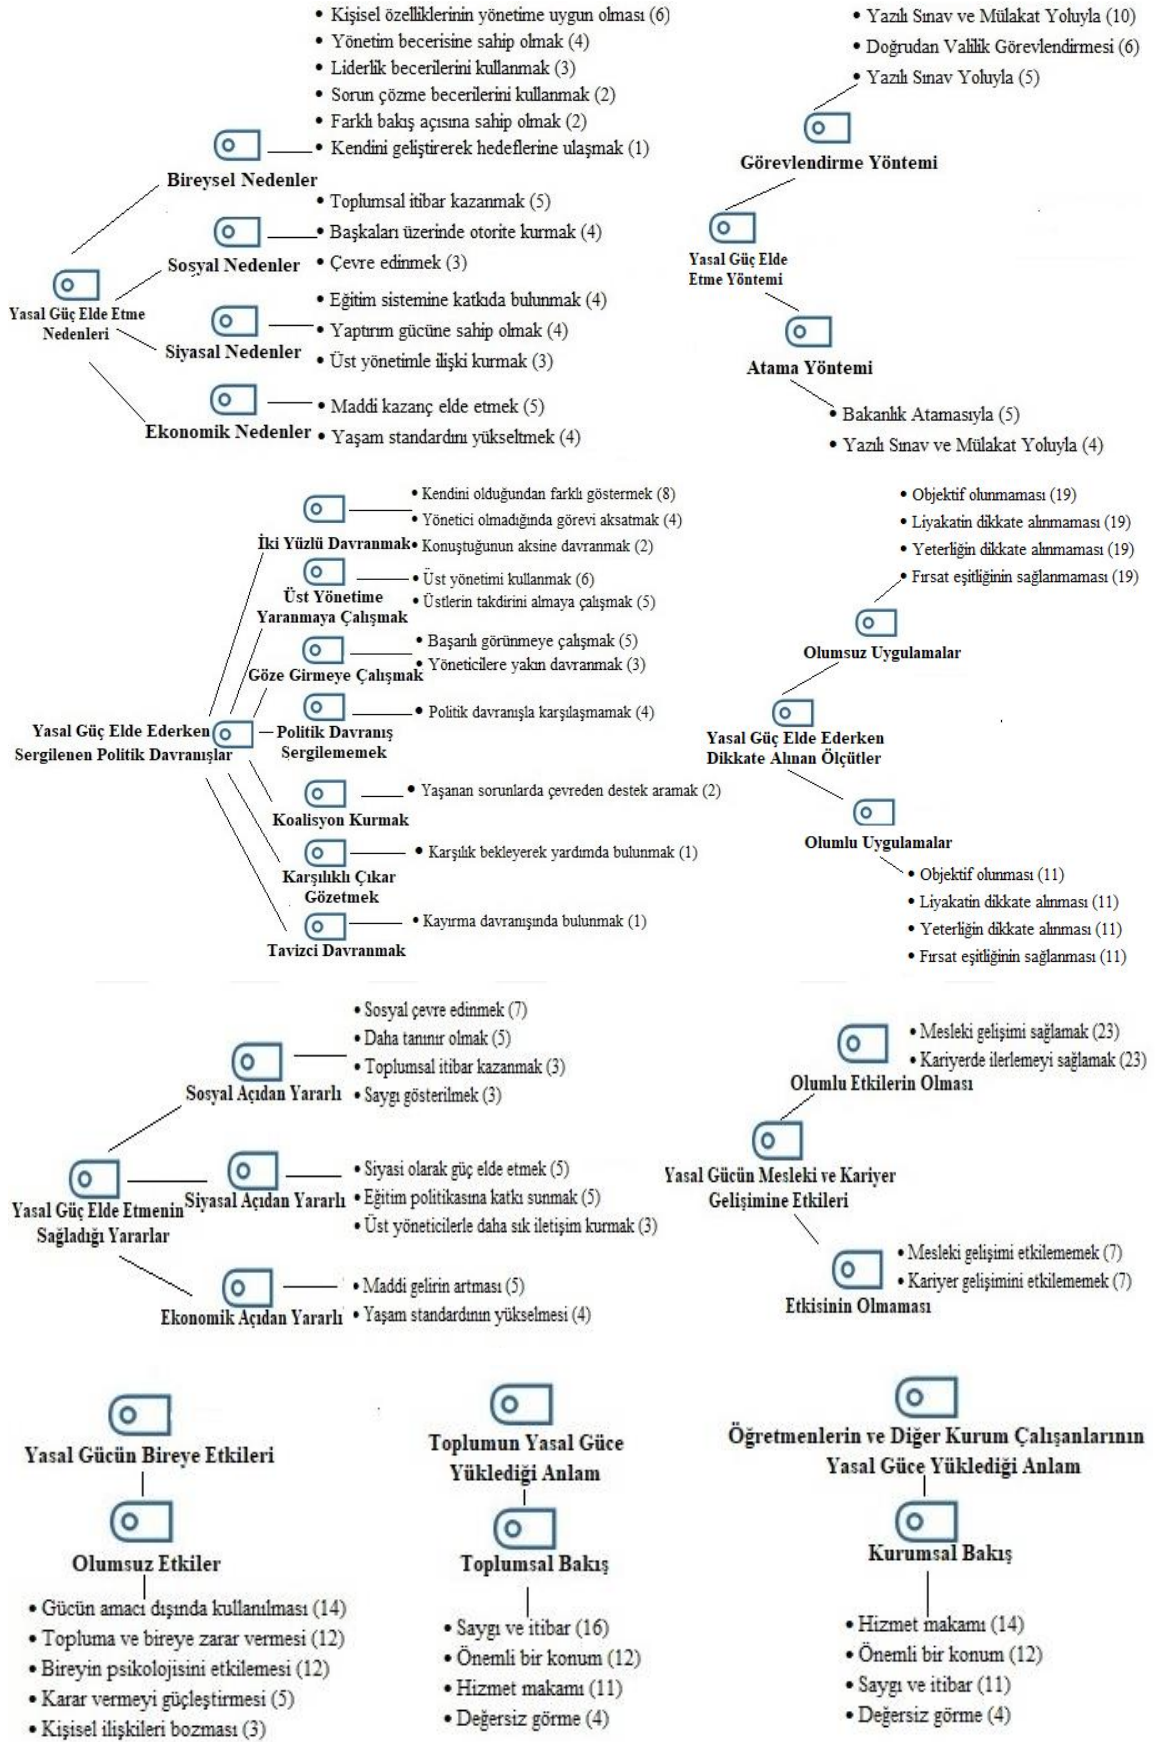 • Kişisel özelliklerinin yönetime uygun olması (6)
• Yönetim becerisine sahip olmak (4)
• Liderlik becerilerini kullanmak (3)
• Sorun çözme becerilerini kullanmak (2)
• Farklı bakış açısına sahip olmak (2)
• Kendini geliştirerek hedeflerine ulaşmak (1)
Bireysel Nedenler
• Toplumsal itibar kazanmak (5)
• Başkaları üzerinde otorite kurmak (4)
• Çevre edinmek (3)
Sosyal Nedenler
Yasal Güç Elde Etme
Nedenleri
• Eğitim sistemine katkıda bulunmak (4)
• Yaptırım gücüne sahip olmak (4)
• Üst yönetimle ilişki kurmak (3)
Siyasal Nedenler
• Maddi kazanç elde etmek (5)
• Yaşam standardını yükseltmek (4)
Ekonomik Nedenler
• Yazılı Sınav ve Mülakat Yoluyla (10)
• Doğrudan Valilik Görevlendirmesi (6)
• Yazılı Sınav Yoluyla (5)
Görevlendirme Yöntemi
Yasal Güç Elde
Etme Yöntemi
Atama Yöntemi
• Bakanlık Atamasıyla (5)
• Yazılı Sınav ve Mülakat Yoluyla (4)
• Kendini olduğundan farklı göstermek (8)
• Yönetici olmadığında görevi aksatmak (4)
• Konuştuğunun aksine davranmak (2)
İki Yüzlü Davranmak
• Üst yönetimi kullanmak (6)
• Üstlerin takdirini almaya çalışmak (5)
Üst Yönetime
Yaranmaya Çalışmak
• Başarılı görünmeye çalışmak (5)
• Yöneticilere yakın davranmak (3)
Göze Girmeye Çalışmak
• Politik davranışla karşılaşmamak (4)
Politik Davranış
Sergilememek
Yasal Güç Elde Ederken
Sergilenen Politik Davranışlar
• Yaşanan sorunlarda çevreden destek aramak (2)
Koalisyon Kurmak
• Karşılık bekleyerek yardımda bulunmak (1)
Karşılıklı Çıkar
Gözetmek
• Kayırma davranışında bulunmak (1)
Tavizci Davranmak
• Objektif olunmaması (19)
• Liyakatin dikkate alınmaması (19)
• Yeterliğin dikkate alınmaması (19)
• Fırsat eşitliğinin sağlanmaması (19)
Olumsuz Uygulamalar
Yasal Güç Elde Ederken
Dikkate Alınan Ölçütler
Olumlu Uygulamalar
• Objektif olunması (11)
• Liyakatin dikkate alınması (11)
• Yeterliğin dikkate alınması (11)
• Fırsat eşitliğinin sağlanması (11)
• Sosyal çevre edinmek (7)
• Daha tanınır olmak (5)
• Toplumsal itibar kazanmak (3)
• Saygı gösterilmek (3)
Sosyal Açıdan Yararlı
• Siyasi olarak güç elde etmek (5)
• Eğitim politikasına katkı sunmak (5)
• Üst yöneticilerle daha sık iletişim kurmak (3)
Siyasal Açıdan Yararlı
Yasal Güç Elde Etmenin
Sağladığı Yararlar
• Maddi gelirin artması (5)
• Yaşam standardının yükselmesi (4)
Ekonomik Açıdan Yararlı
• Mesleki gelişimi sağlamak (23)
• Kariyerde ilerlemeyi sağlamak (23)
Olumlu Etkilerin Olması
Yasal Gücün Mesleki ve Kariyer
Gelişimine Etkileri
• Mesleki gelişimi etkilememek (7)
• Kariyer gelişimini etkilememek (7)
Etkisinin Olmaması
Yasal Gücün Bireye Etkileri
Olumsuz Etkiler
• Gücün amacı dışında kullanılması (14)
• Topluma ve bireye zarar vermesi (12)
• Bireyin psikolojisini etkilemesi (12)
• Karar vermeyi güçleştirmesi (5)
• Kişisel ilişkileri bozması (3)
Toplumun Yasal Güce
Yüklediği Anlam
Toplumsal Bakış
• Saygı ve itibar (16)
• Önemli bir konum (12)
• Hizmet makamı (11)
• Değersiz görme (4)
Öğretmenlerin ve Diğer Kurum Çalışanlarının
Yasal Güce Yüklediği Anlam
Kurumsal Bakış
• Hizmet makamı (14)
• Önemli bir konum (12)
• Saygı ve itibar (11)
• Değersiz görme (4)